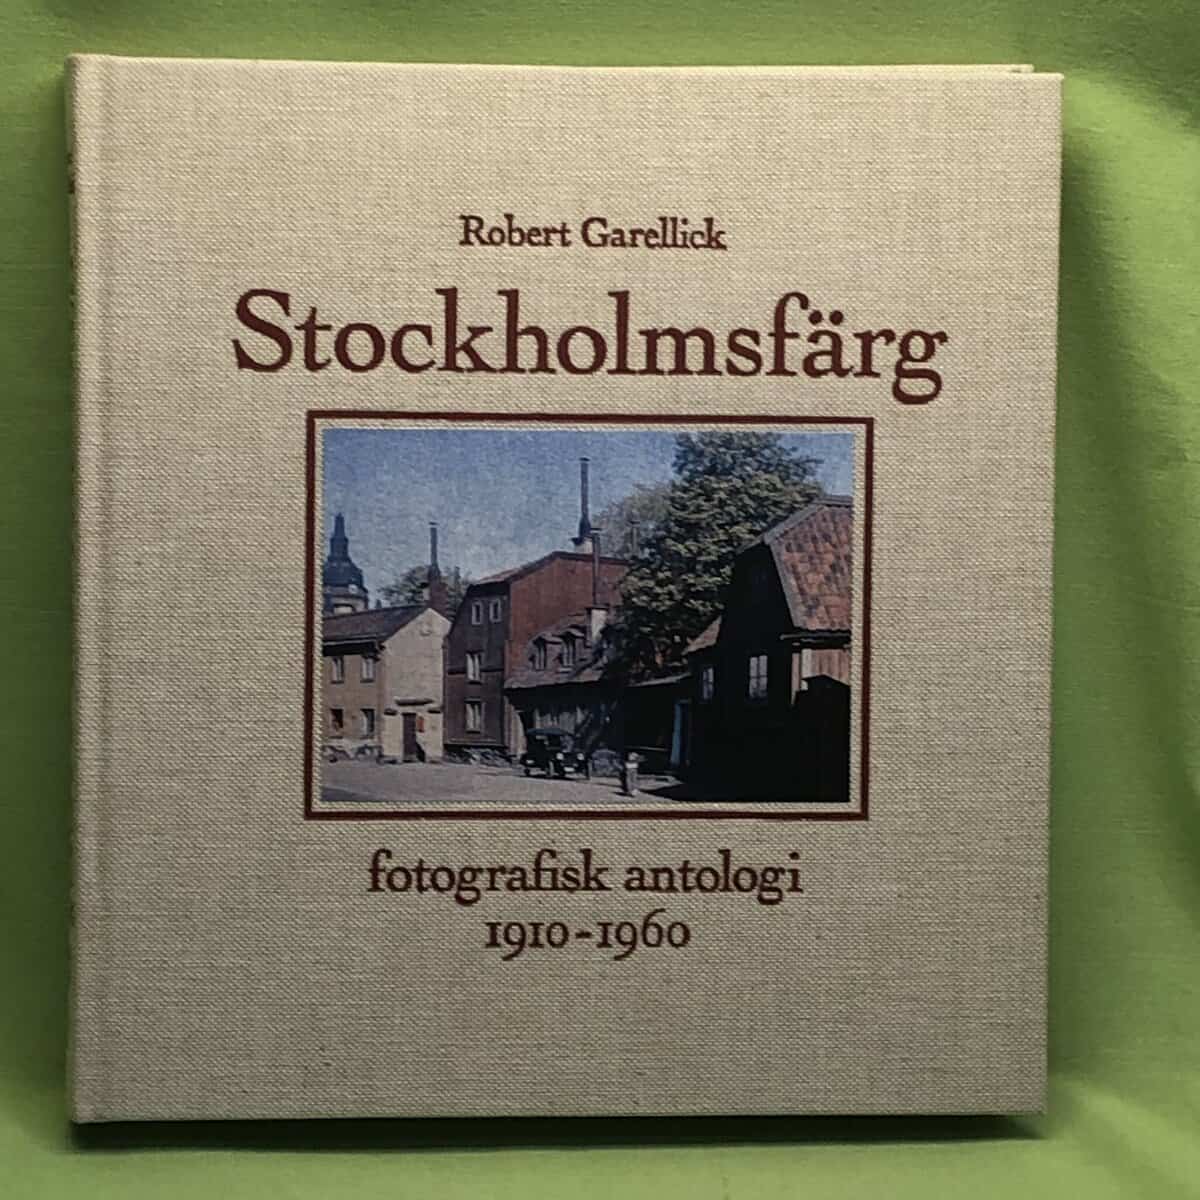 Robert Garellick
Stockholmsfärg
fotografisk antologi
1910-1960